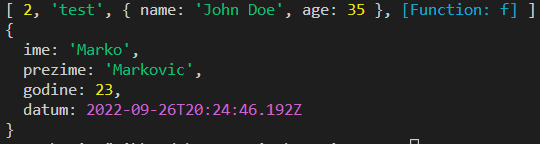 [ 2, 'test', { name: 'John Doe', age: 35 }, [Function: f] ]
{
  ime: 'Marko',
  prezime: 'Markovic',
  godine: 23,
  datum: 2022-09-26T20:24:46.192Z
}